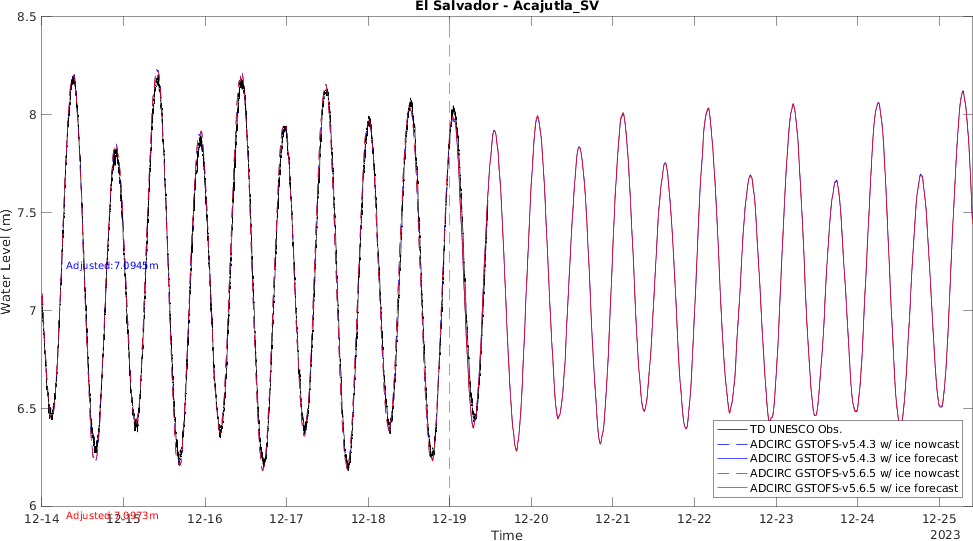 El Salvador - Acajutla_SV
8.5
8
7.5
7
6.5
6
Water Level (m)
Adjusted:7.0945m
Adjusted:7.0973m
12-14
12-15
12-16
12-17
12-18
12-19
12-20
12-21
12-22
12-23
12-24
12-25
2023
Time
TD UNESCO Obs.
ADCIRC GSTOFS-v5.4.3 w/ ice nowcast
ADCIRC GSTOFS-v5.4.3 w/ ice forecast
ADCIRC GSTOFS-v5.6.5 w/ ice nowcast
ADCIRC GSTOFS-v5.6.5 w/ ice forecast